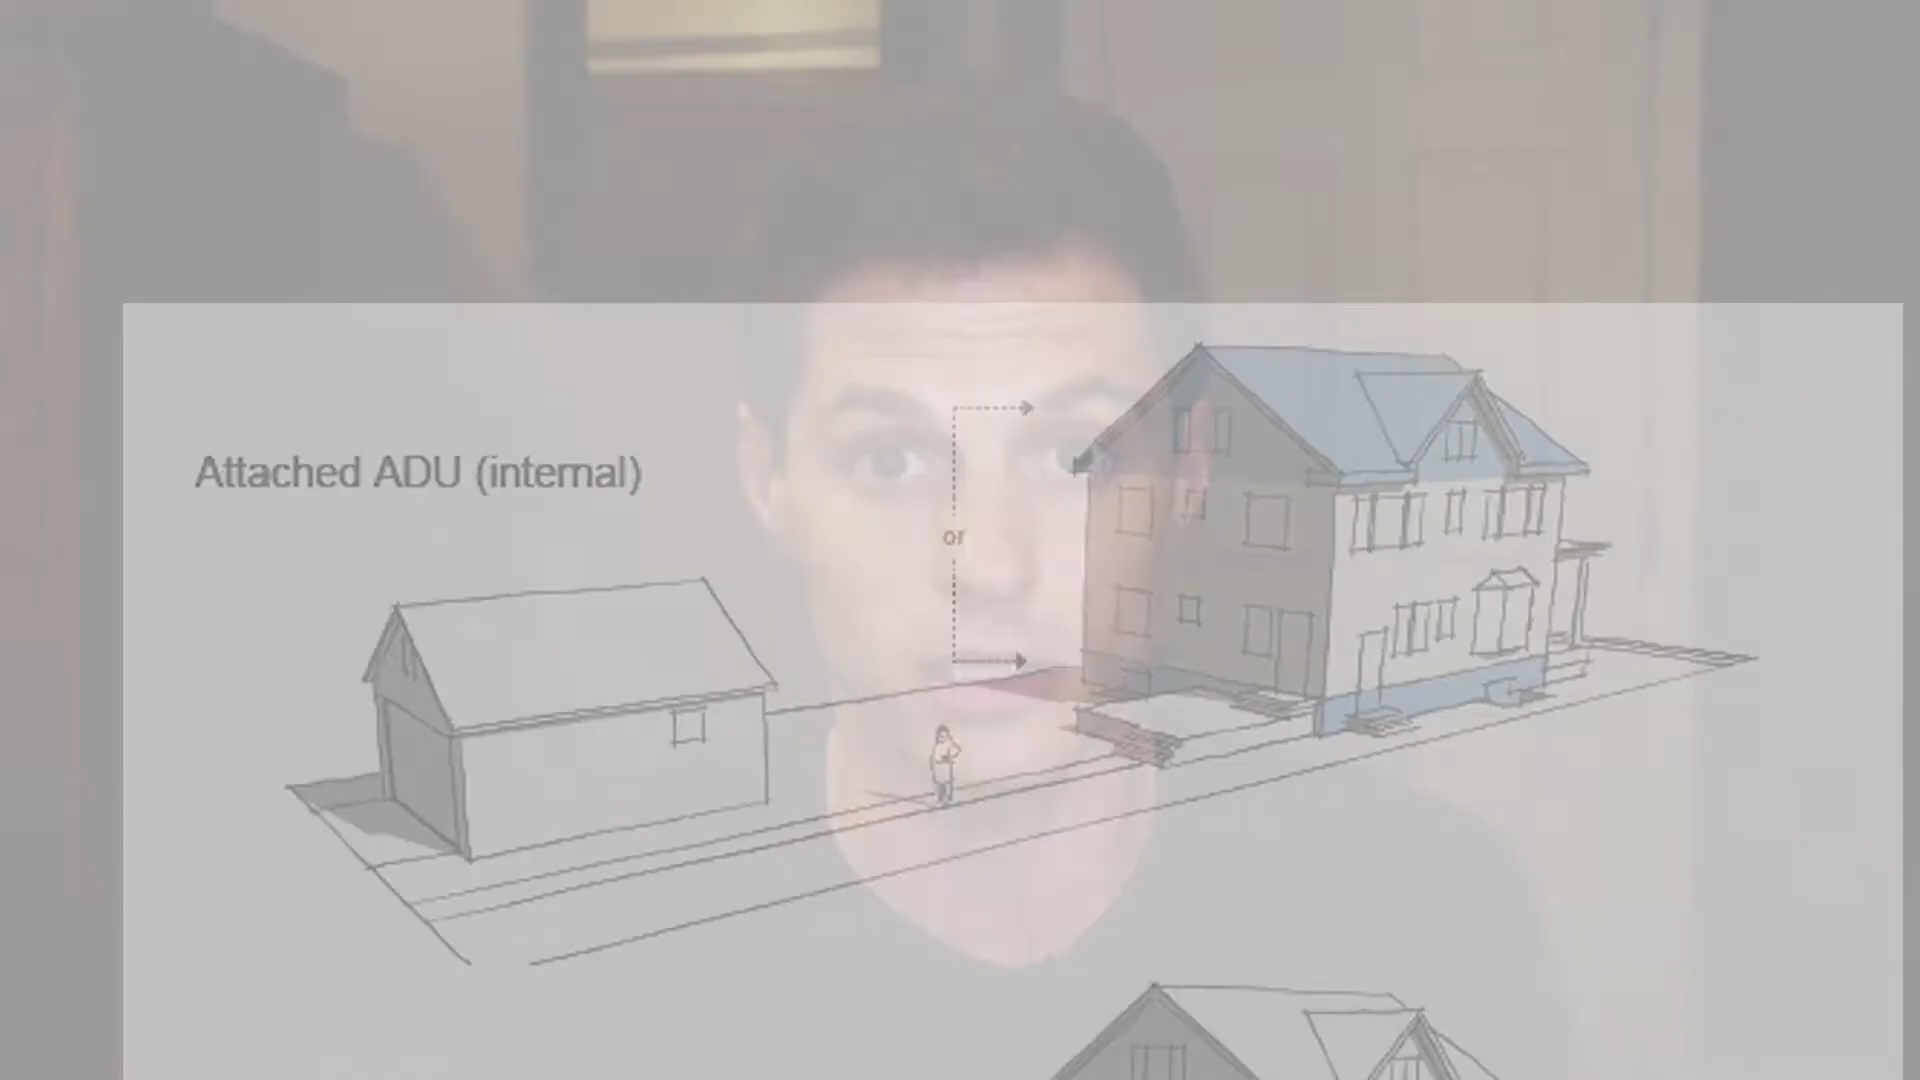 Attached ADU (internal)
or